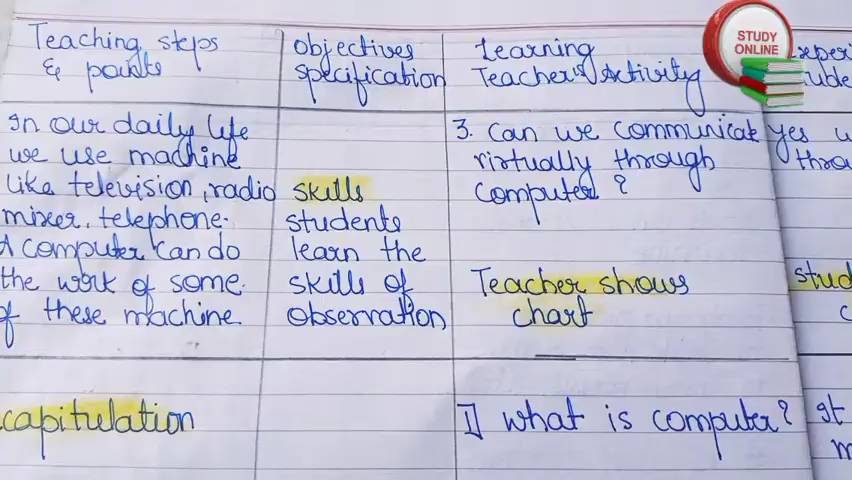 Teaching steps
& points
objectives
specification
Learning
Teacher's Activity
STUDY
ONLINE
In our daily life
we use machine
like television, radio
mixer, telephone.
A computer can do
the work of some
of these machine
skills
students
learn the
skills of
observation
3. Can we communicate
virtually through
computer?
Yes
Teacher shows
chart
capitulation
1] What is computer?
It